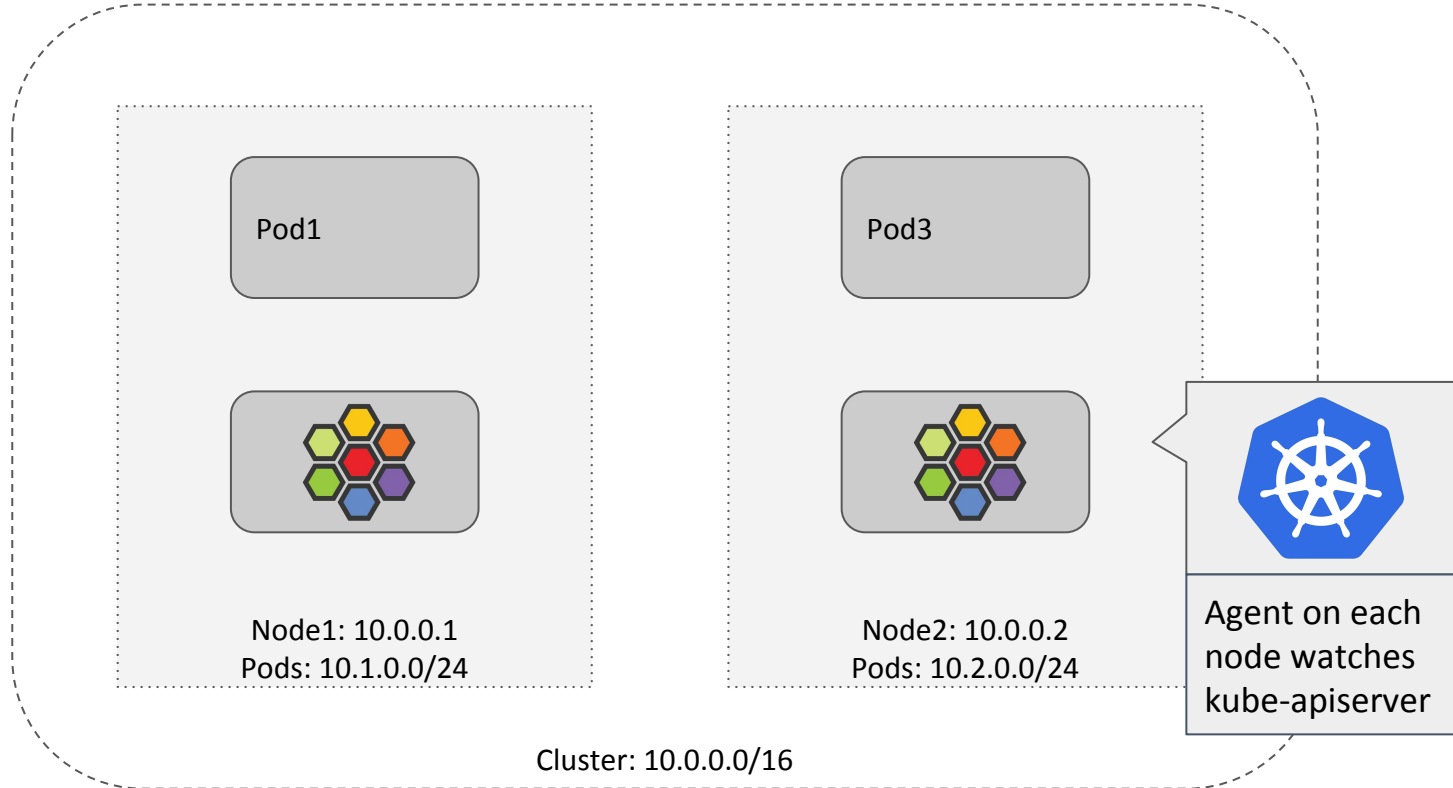 Pod1
Pod3
Node1: 10.0.0.1
Pods: 10.1.0.0/24
Node2: 10.0.0.2
Pods: 10.2.0.0/24
Agent on each
node watches
kube-apiserver
Cluster: 10.0.0.0/16